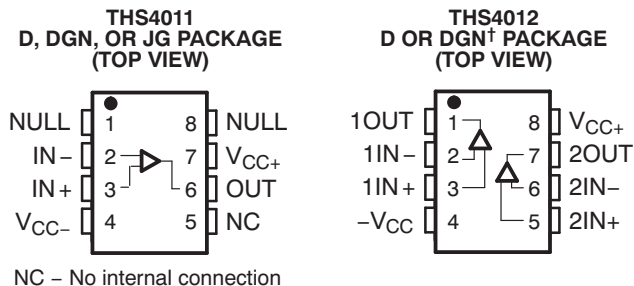 THS4011
D, DGN, OR JG PACKAGE
(TOP VIEW)
NULL 1 8 NULL
IN− 2 7 VCC+
IN+ 3 6 OUT
VCC− 4 5 NC
NC − No internal connection
THS4012
D OR DGN† PACKAGE
(TOP VIEW)
1OUT 1 8 VCC+
1IN− 2 7 2OUT
1IN+ 3 6 2IN−
−VCC 4 5 2IN+